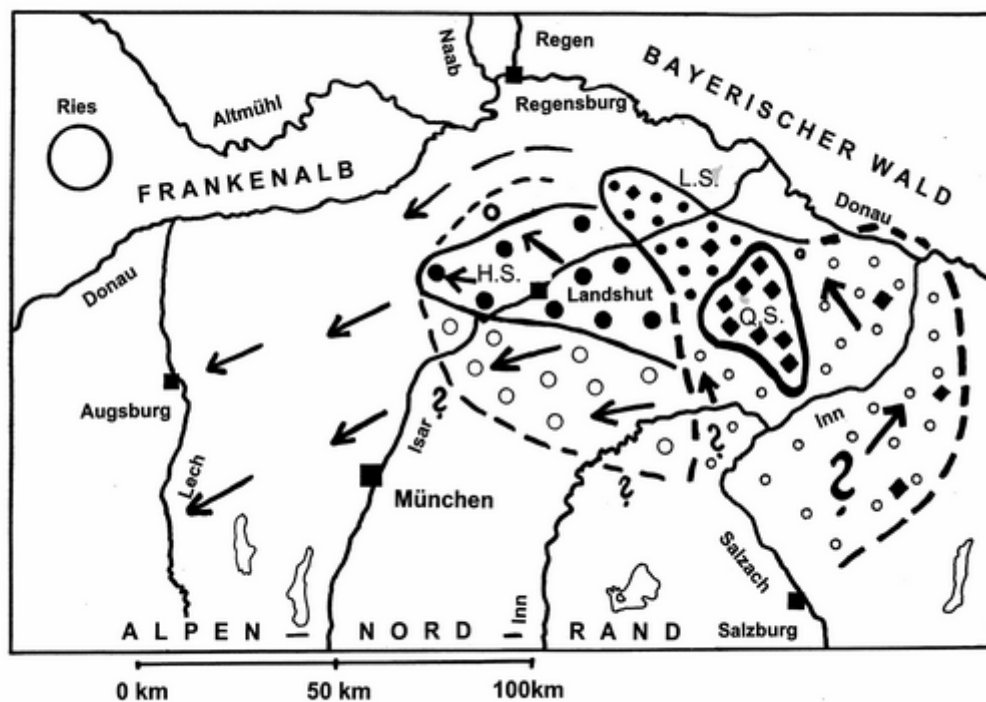 Naab
Regen
BAYERISCHER WALD
Ries
Altmühl
Regensburg
FRANKENALB
L.S.
Donau
Donau
H.S.
Landshut
Q.S.
Augsburg
?
Isar
Inn
?
?
?
Lech
München
Salzach
Inn
ALPEN – NORD – RAND
Salzburg
0 km 50 km 100km